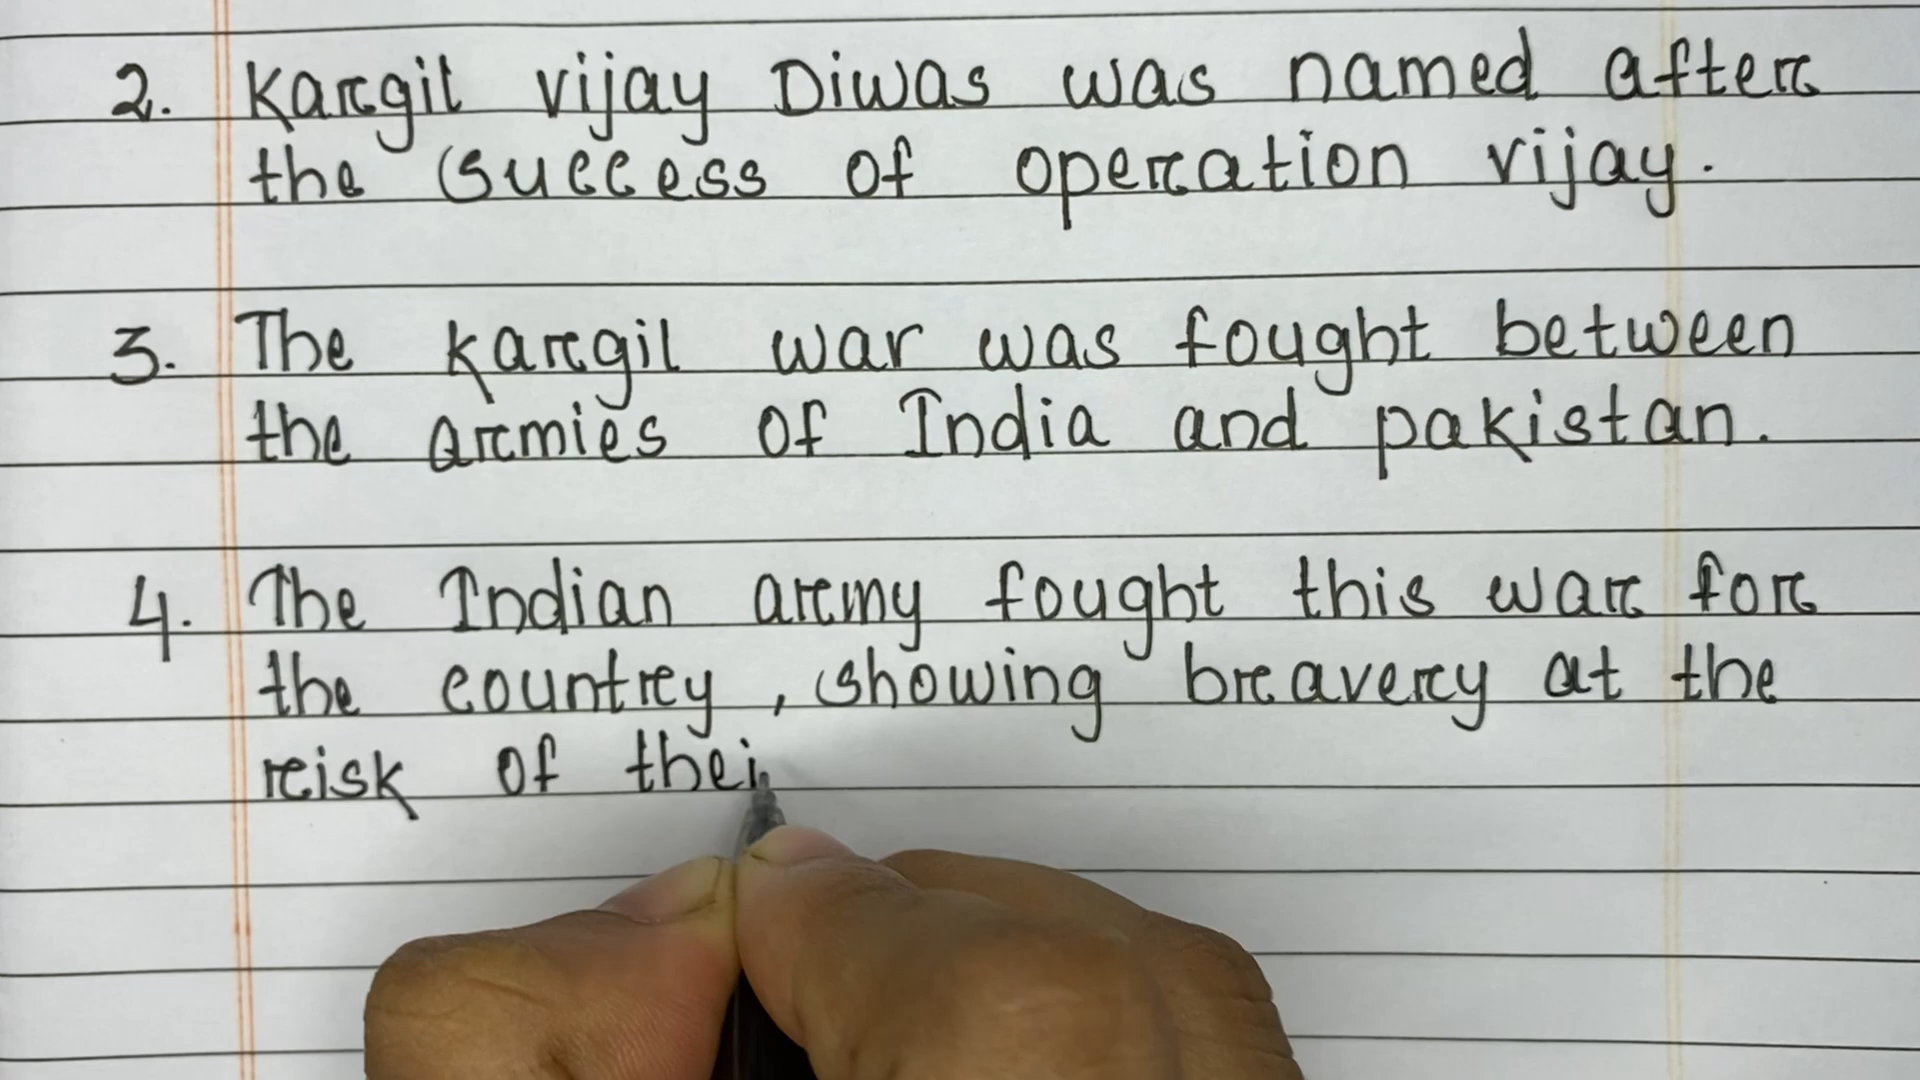 2. Kargil vijay Diwas was named after
the success of operation vijay.
3. The kargil war was fought between
the armies of India and pakistan.
4. The Indian army fought this war for
the country, showing bravery at the
risk of thei